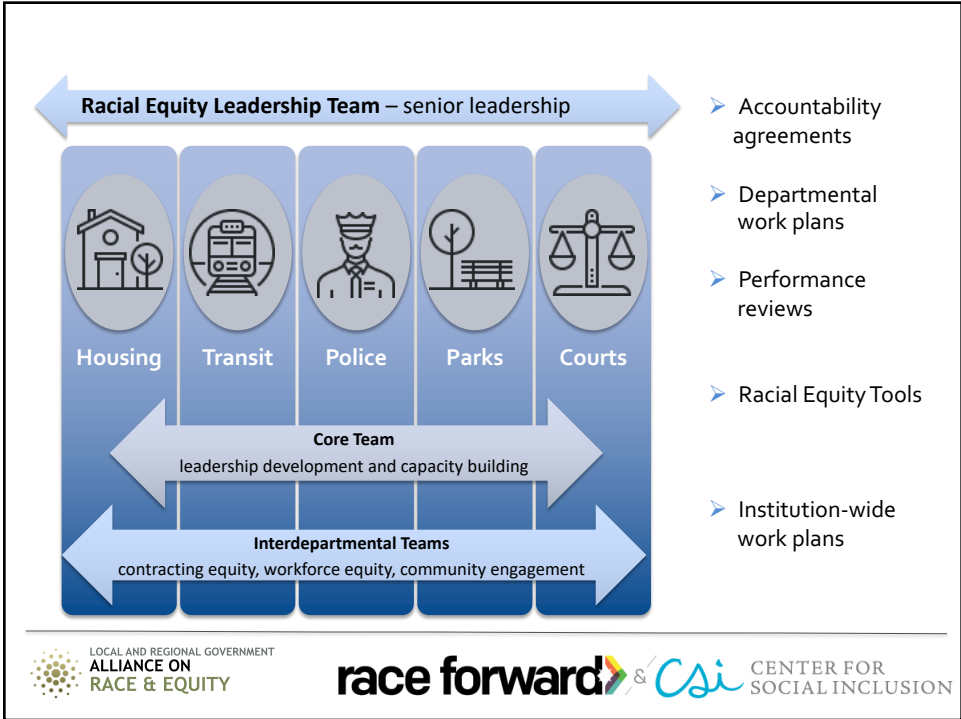 Racial Equity Leadership Team – senior leadership
Housing
Transit
Police
Parks
Courts
Core Team
leadership development and capacity building
Interdepartmental Teams
contracting equity, workforce equity, community engagement
➢ Accountability
agreements
➢ Departmental
work plans
➢ Performance
reviews
➢ Racial Equity Tools
➢ Institution-wide
work plans
LOCAL AND REGIONAL GOVERNMENT
ALLIANCE ON
RACE & EQUITY
race forward & CSi CENTER FOR
SOCIAL INCLUSION